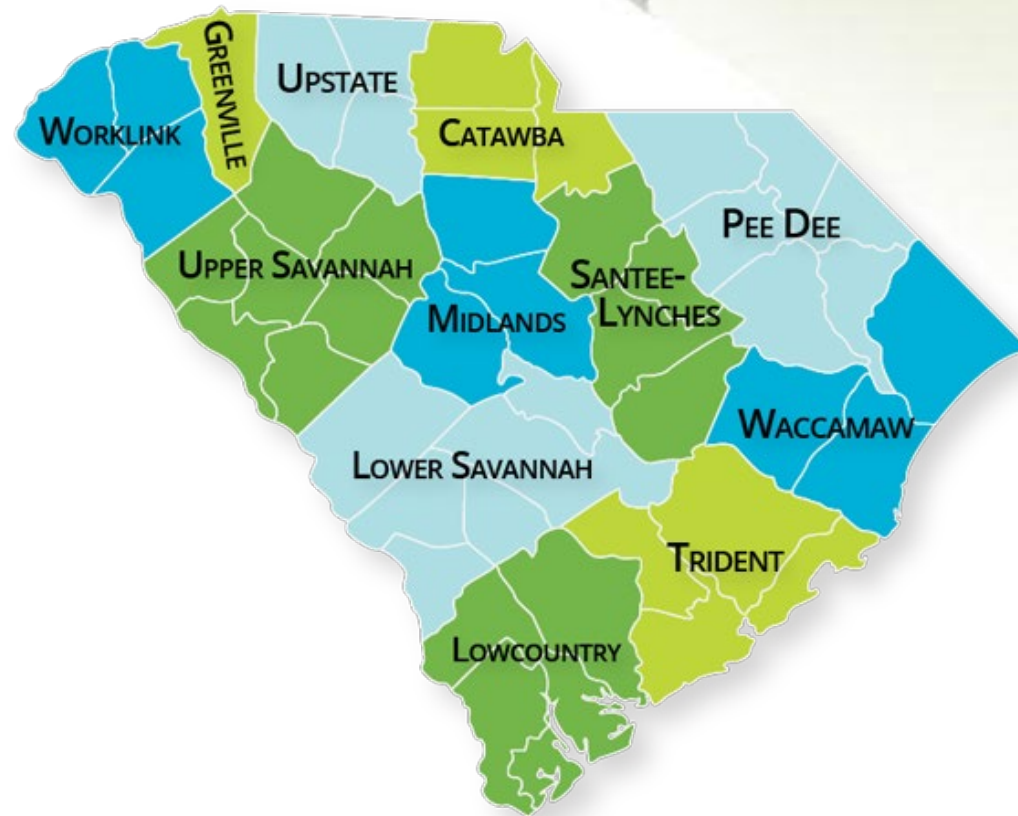 GREENVILLE
UPSTATE
WORKLINK
CATAWBA
PEE DEE
UPPER SAVANNAH
SANTEE-
LYNCHES
MIDLANDS
WACCAMAW
LOWER SAVANNAH
TRIDENT
LOWCOUNTRY